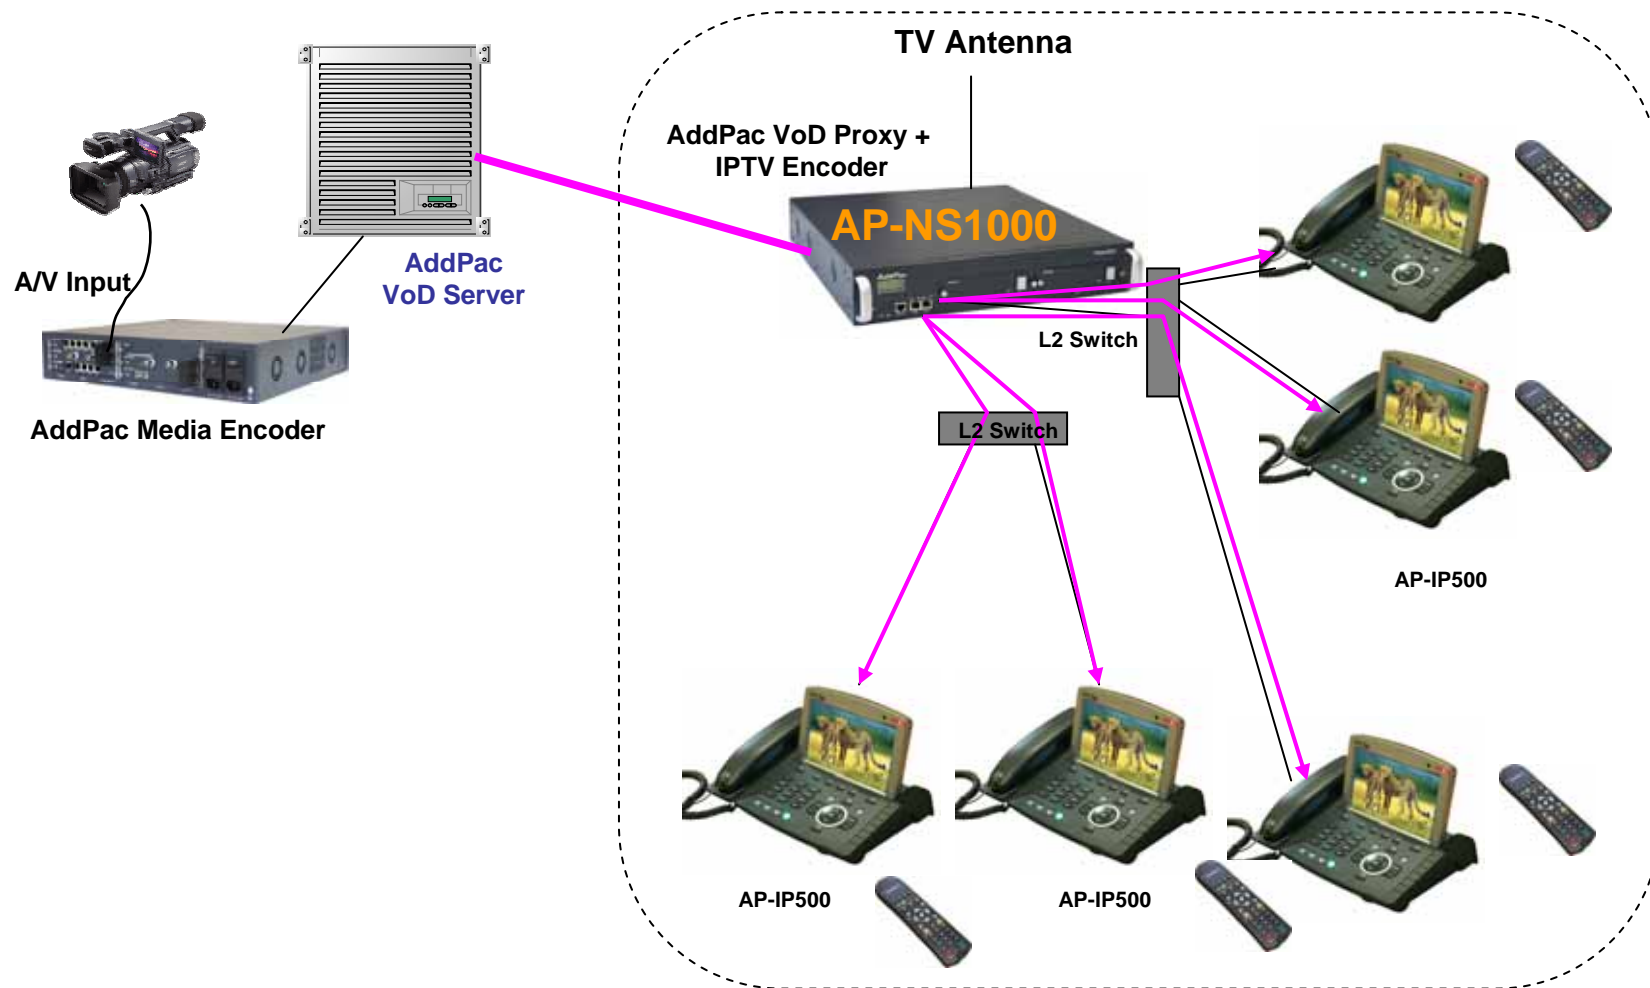 TV Antenna
AddPac VoD Proxy +
IPTV Encoder
AP-NS1000
AddPac
VoD Server
A/V Input
AddPac Media Encoder
L2 Switch
L2 Switch
AP-IP500
AP-IP500
AP-IP500